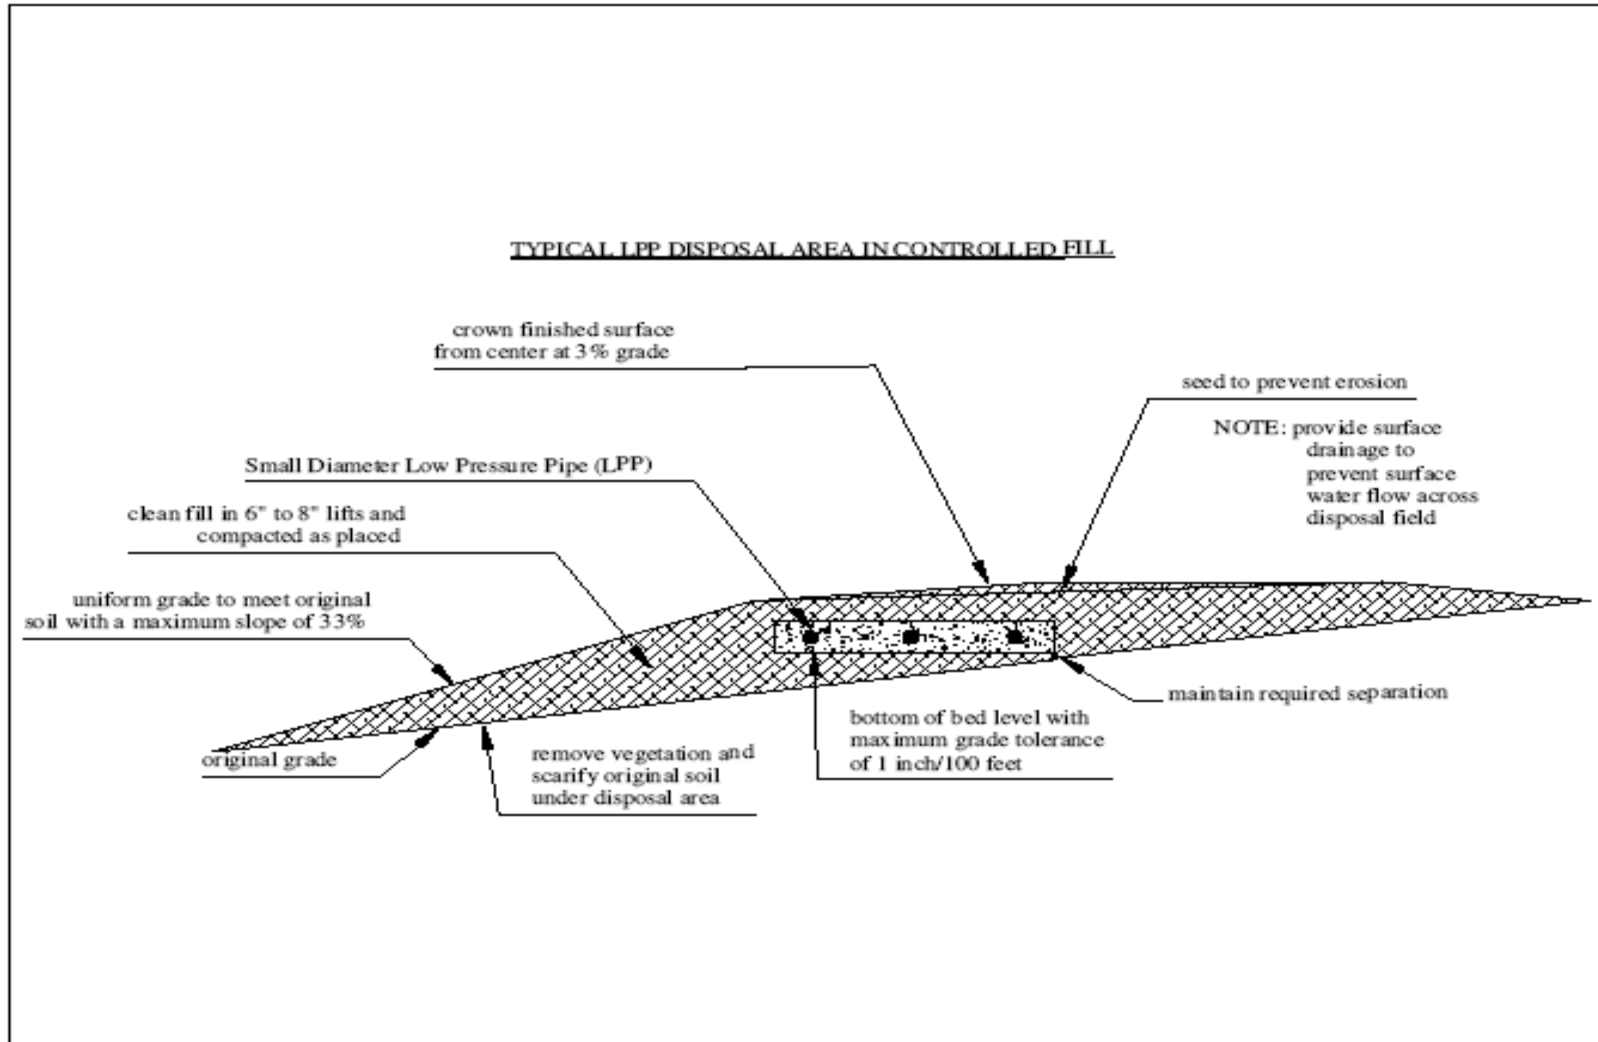 TYPICAL LPP DISPOSAL AREA IN CONTROLLED FILL
crown finished surface
from center at 3% grade
seed to prevent erosion
NOTE: provide surface
drainage to
prevent surface
water flow across
disposal field
Small Diameter Low Pressure Pipe (LPP)
clean fill in 6" to 8" lifts and
compacted as placed
uniform grade to meet original
soil with a maximum slope of 33%
maintain required separation
bottom of bed level with
maximum grade tolerance
of 1 inch/100 feet
original grade
remove vegetation and
scarify original soil
under disposal area